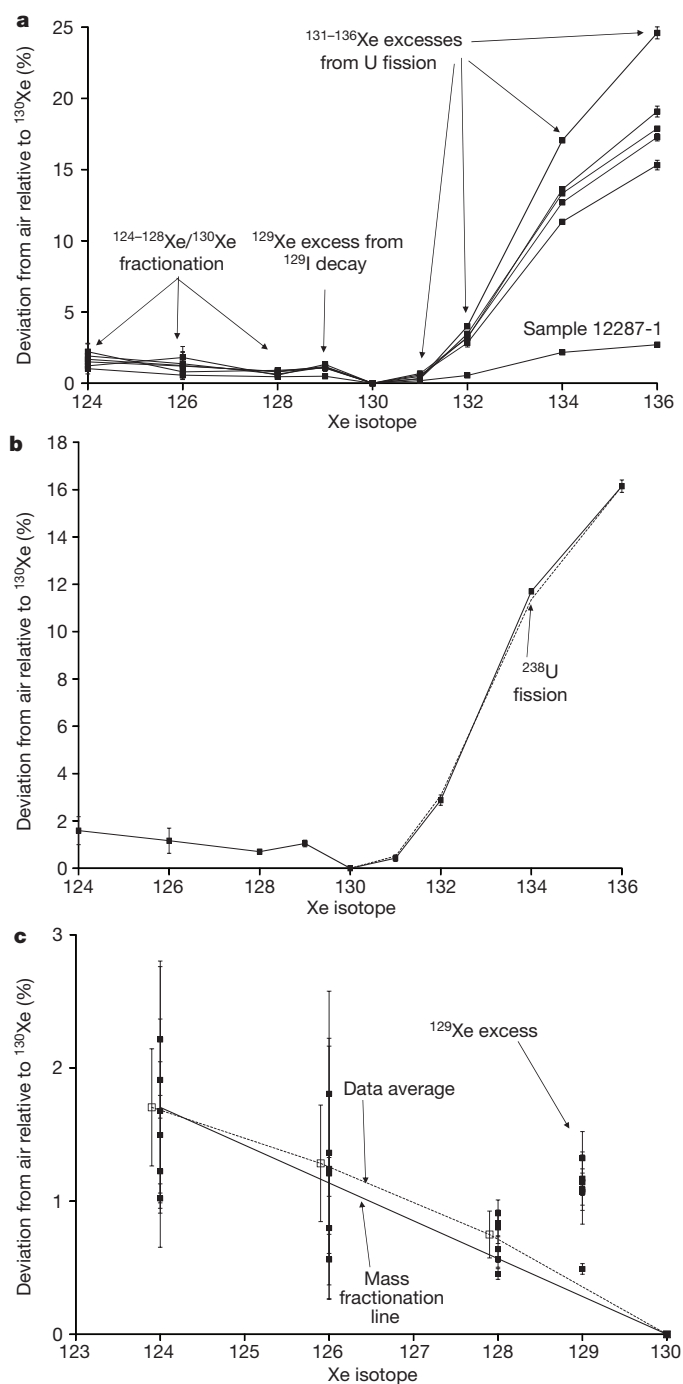 a
Deviation from air relative to ¹³⁰Xe (%)
25
20
15
10
5
0
¹³¹⁻¹³⁶Xe excesses
from U fission
¹²⁴⁻¹²⁸Xe/¹³⁰Xe
fractionation
¹²⁹Xe excess from
¹²⁹I decay
Sample 12287-1
124 126 128 130 132 134 136
Xe isotope
b
Deviation from air relative to ¹³⁰Xe (%)
18
16
14
12
10
8
6
4
2
0
²³⁸U
fission
124 126 128 130 132 134 136
Xe isotope
c
Deviation from air relative to ¹³⁰Xe (%)
3
2
1
0
¹²⁹Xe excess
Data average
Mass
fractionation
line
123 124 125 126 127 128 129 130
Xe isotope